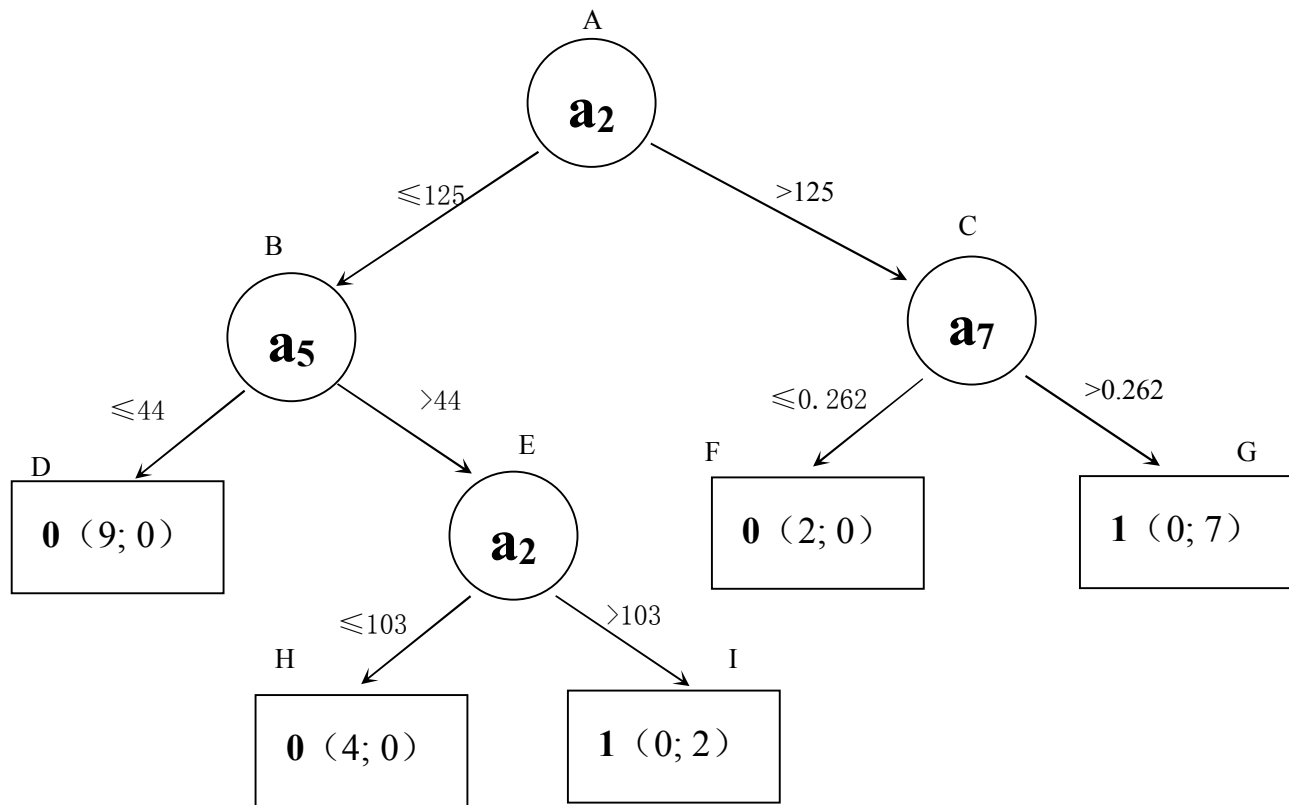 A
a₂
≤125
>125
B
C
a₅
a₇
≤44
>44
≤0.262
>0.262
D
E
F
G
0（9; 0）
a₂
0（2; 0）
1（0; 7）
≤103
>103
H
I
0（4; 0）
1（0; 2）